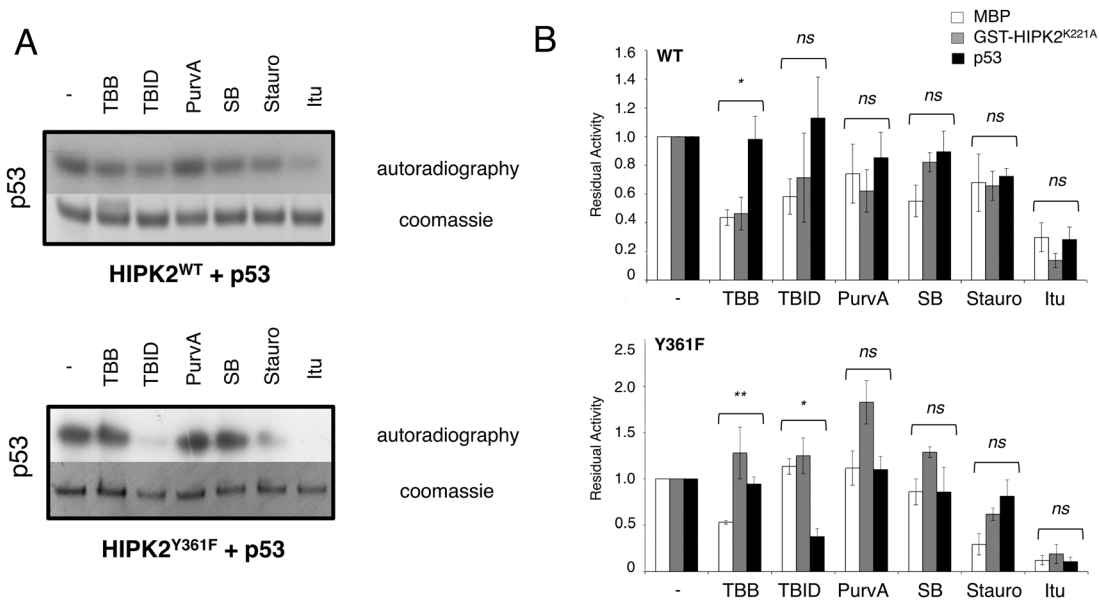 A
- TBB TBID PurvA SB Stauro Itu
p53
autoradiography
coomassie
HIPK2WT + p53
- TBB TBID PurvA SB Stauro Itu
p53
autoradiography
coomassie
HIPK2Y361F + p53
B
MBP
GST-HIPK2K221A
p53
WT
Residual Activity
1.6
1.4
1.2
1.0
0.8
0.6
0.4
0.2
0
* ns ns ns ns ns
- TBB TBID PurvA SB Stauro Itu
Y361F
Residual Activity
2.5
2.0
1.5
1.0
0.5
0
** * ns ns ns ns
- TBB TBID PurvA SB Stauro Itu